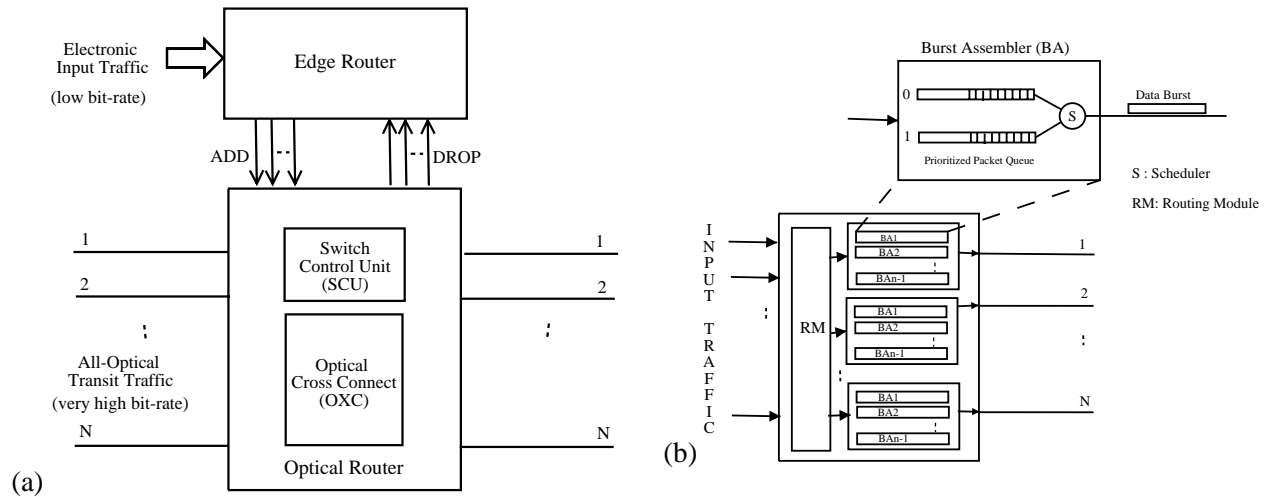 Electronic
Input Traffic
(low bit-rate)
Edge Router
ADD
DROP
1
2
All-Optical
Transit Traffic
(very high bit-rate)
N
Switch
Control Unit
(SCU)
Optical
Cross Connect
(OXC)
Optical Router
1
2
N
(a)
Burst Assembler (BA)
0
1
S
Prioritized Packet Queue
Data Burst
S : Scheduler
RM: Routing Module
INPUT TRAFFIC
RM
BA1
BA2
BAn-1
BA1
BA2
BAn-1
BA1
BA2
BAn-1
1
2
N
(b)